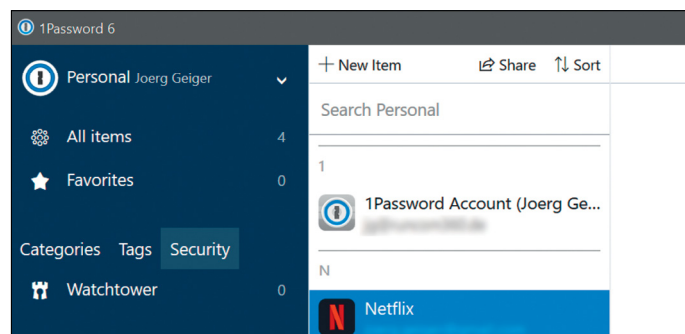 1Password 6
Personal Joerg Geiger
All items 4
Favorites 0
Categories Tags Security
Watchtower 0
New Item Share Sort
Search Personal
1
1Password Account (Joerg Ge...
N
Netflix